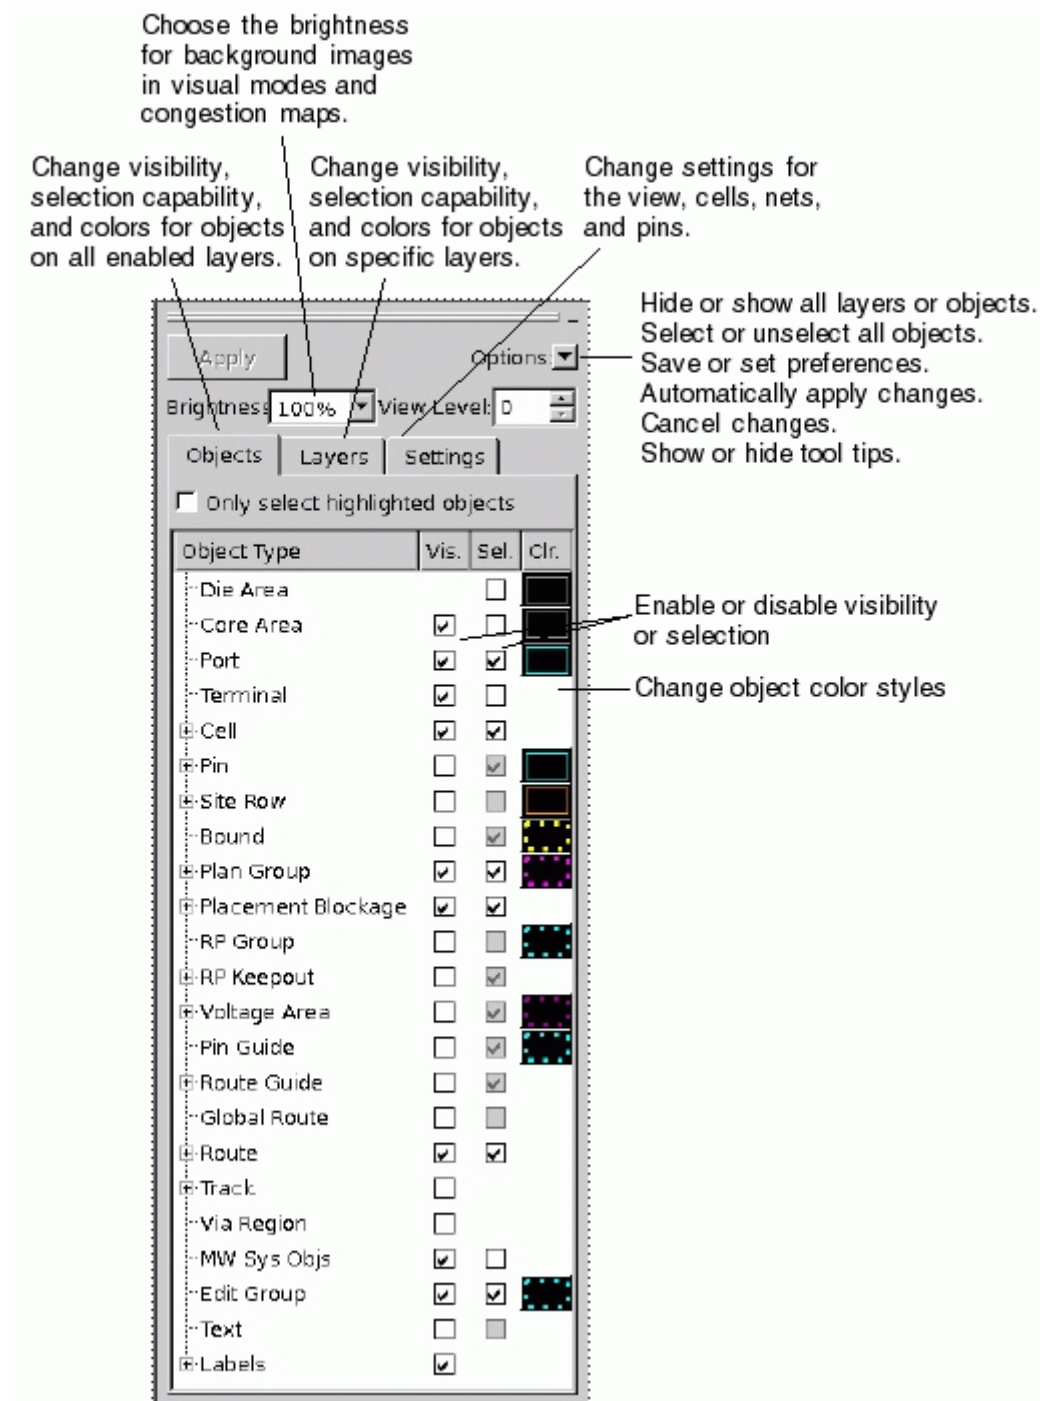 Choose the brightness
for background images
in visual modes and
congestion maps.
Change visibility,
selection capability,
and colors for objects
on all enabled layers.
Change visibility,
selection capability,
and colors for objects
on specific layers.
Change settings for
the view, cells, nets,
and pins.
Hide or show all layers or objects.
Select or unselect all objects.
Save or set preferences.
Automatically apply changes.
Cancel changes.
Show or hide tool tips.
Apply
Options:
Brightness 100% View Level: 0
Objects Layers Settings
Only select highlighted objects
Object Type Vis. Sel. Clr.
Die Area
Core Area
Port
Terminal
Cell
Pin
Site Row
Bound
Plan Group
Placement Blockage
RP Group
RP Keepout
Voltage Area
Pin Guide
Route Guide
Global Route
Route
Track
Via Region
MW Sys Objs
Edit Group
Text
Labels
Enable or disable visibility
or selection
Change object color styles